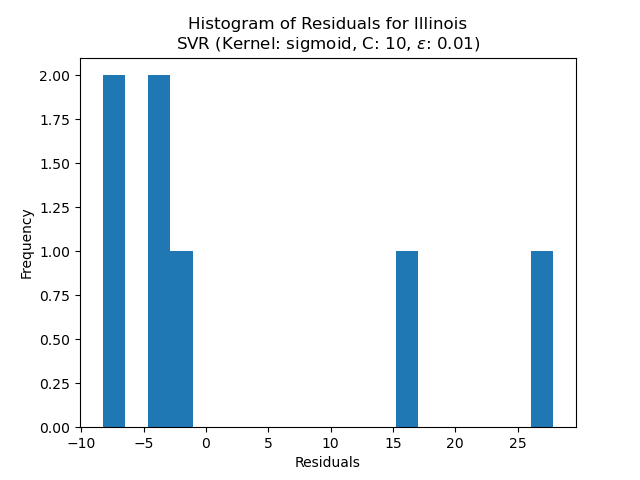 Histogram of Residuals for Illinois
SVR (Kernel: sigmoid, C: 10, ε: 0.01)
2.00
1.75
1.50
1.25
1.00
0.75
0.50
0.25
0.00
Frequency
−10 −5 0 5 10 15 20 25
Residuals